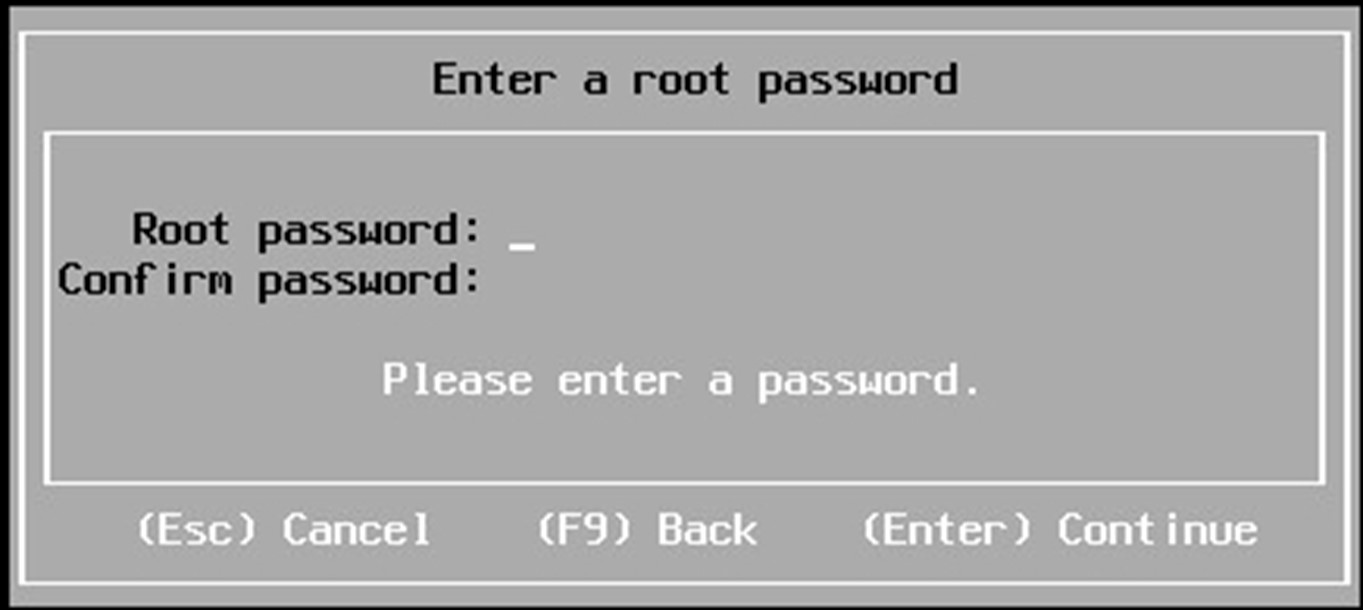 Enter a root password
Root password: _
Confirm password:
Please enter a password.
(Esc) Cancel (F9) Back (Enter) Continue